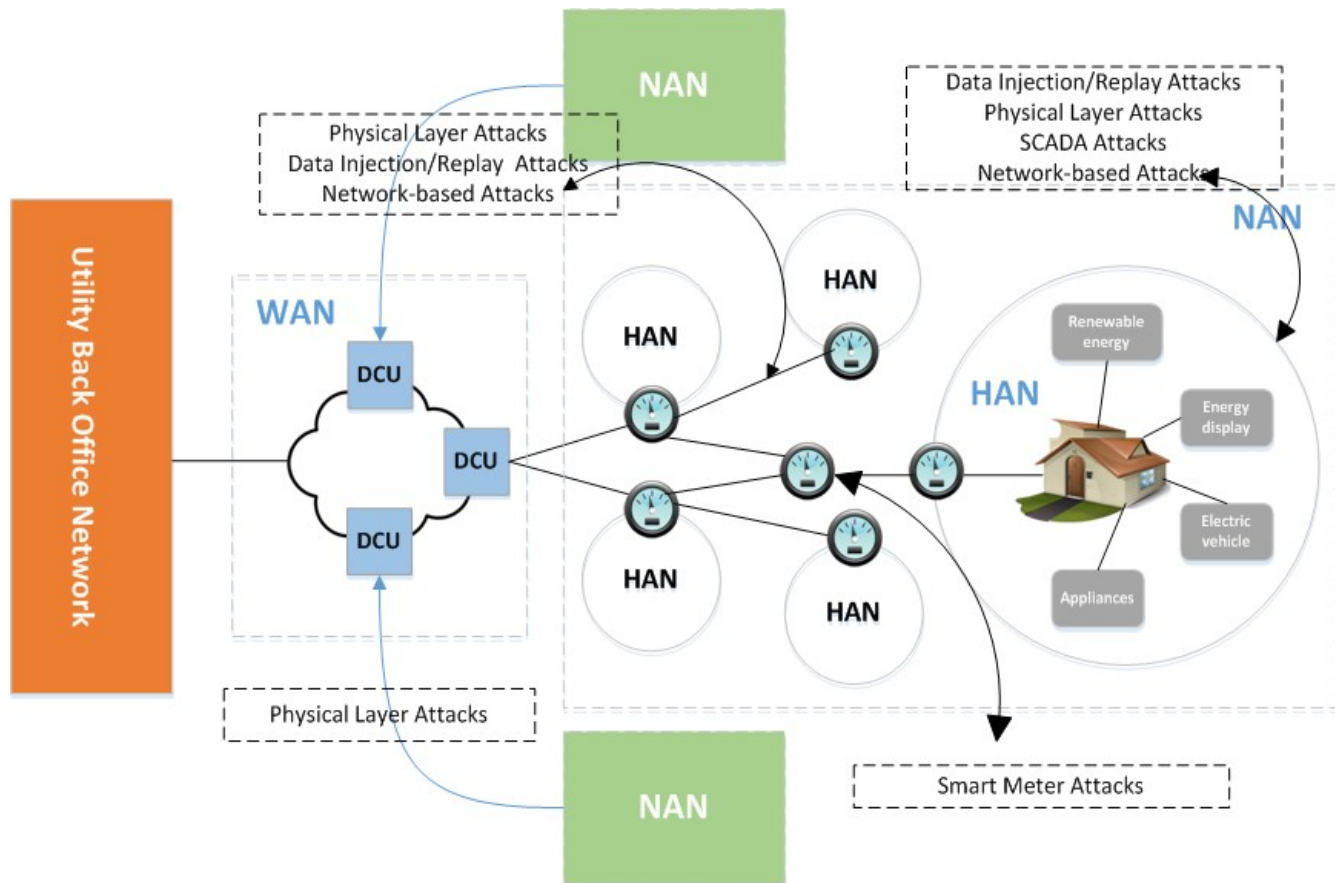 NAN
Data Injection/Replay Attacks
Physical Layer Attacks
SCADA Attacks
Network-based Attacks
Physical Layer Attacks
Data Injection/Replay Attacks
Network-based Attacks
NAN
Utility Back Office Network
WAN
DCU
DCU
DCU
HAN
HAN
HAN
HAN
HAN
Renewable
energy
Energy
display
Electric
vehicle
Appliances
Physical Layer Attacks
Smart Meter Attacks
NAN